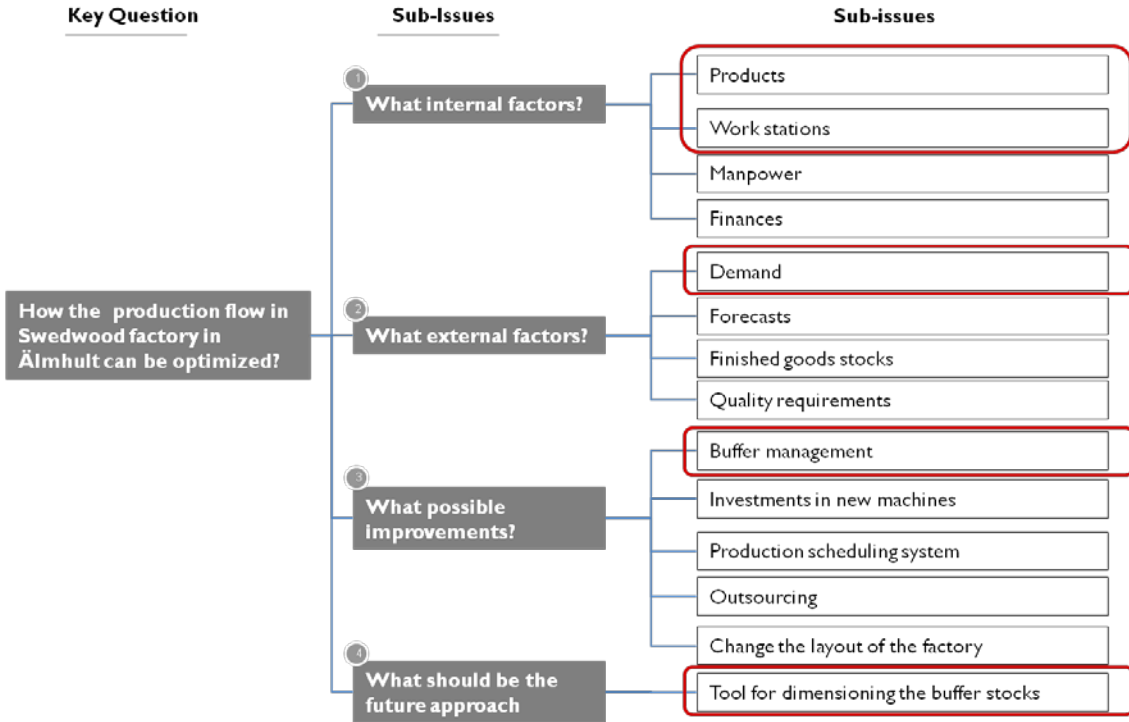 Key Question
Sub-Issues
Sub-issues
How the production flow in
Swedwood factory in
Älmhult can be optimized?
1
What internal factors?
Products
Work stations
Manpower
Finances
2
What external factors?
Demand
Forecasts
Finished goods stocks
Quality requirements
3
What possible
improvements?
Buffer management
Investments in new machines
Production scheduling system
Outsourcing
Change the layout of the factory
4
What should be the
future approach
Tool for dimensioning the buffer stocks